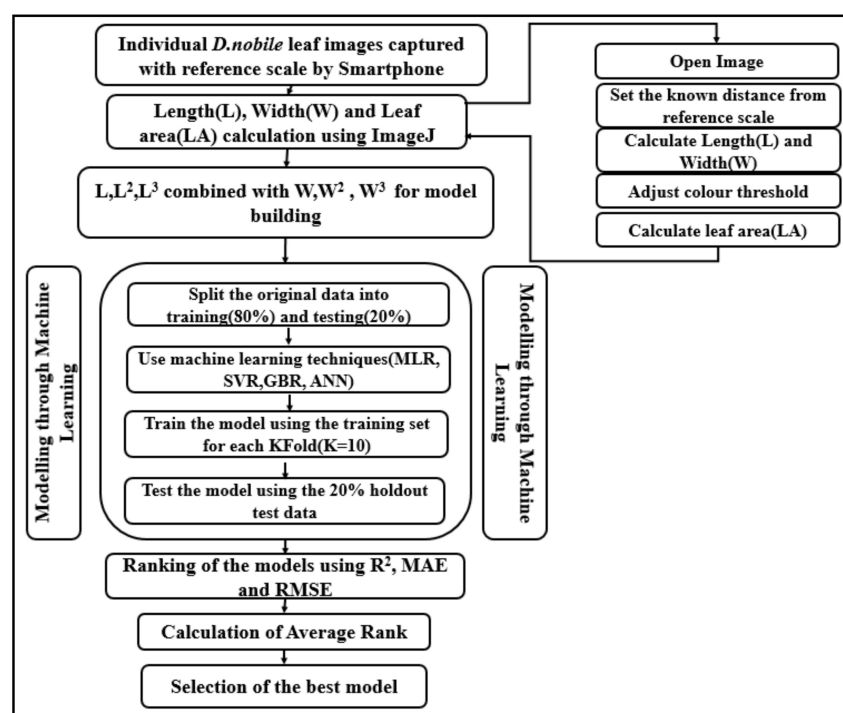 Individual D.nobile leaf images captured
with reference scale by Smartphone
Length(L), Width(W) and Leaf
area(LA) calculation using ImageJ
L,L²,L³ combined with W,W² , W³ for model
building
Open Image
Set the known distance from
reference scale
Calculate Length(L) and
Width(W)
Adjust colour threshold
Calculate leaf area(LA)
Modelling through Machine
Learning
Split the original data into
training(80%) and testing(20%)
Use machine learning techniques(MLR,
SVR,GBR, ANN)
Train the model using the training set
for each KFold(K=10)
Test the model using the 20% holdout
test data
Modelling through Machine
Learning
Ranking of the models using R², MAE
and RMSE
Calculation of Average Rank
Selection of the best model